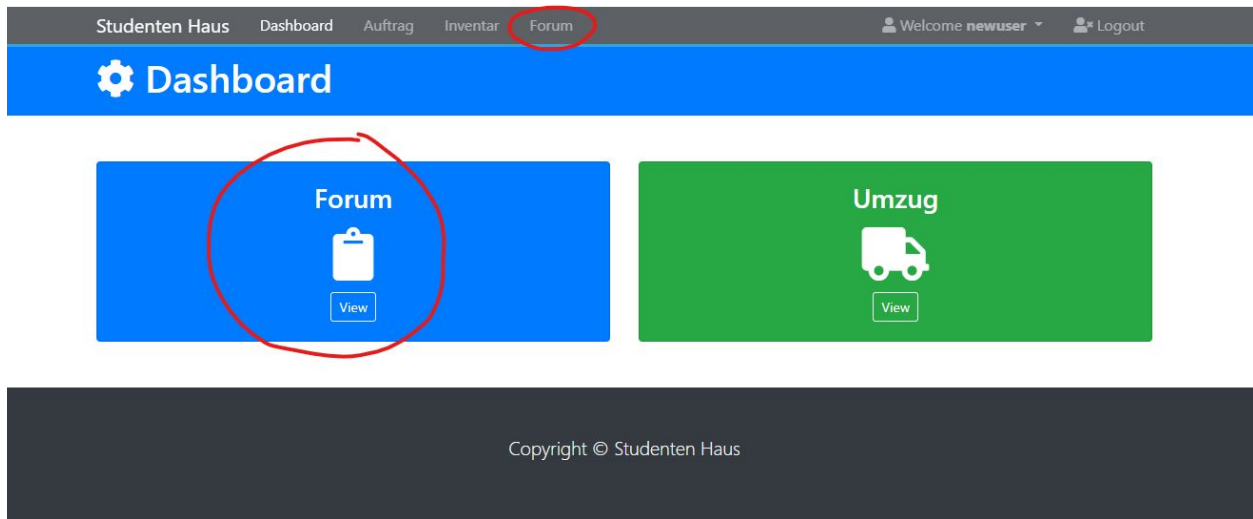 Studenten Haus Dashboard Auftrag Inventar Forum Welcome newuser Logout
Dashboard
Forum
View
Umzug
View
Copyright © Studenten Haus